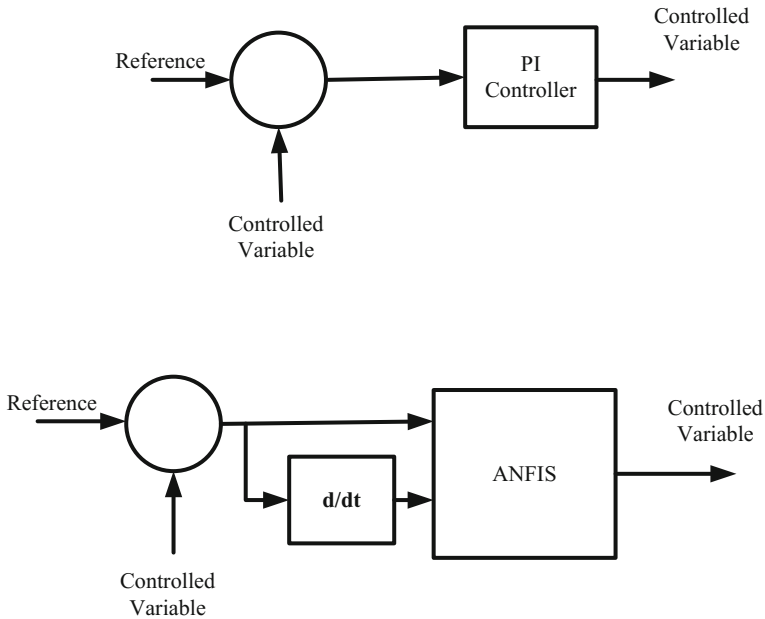 Controlled
Variable
Reference
PI
Controller
Controlled
Variable
Reference
Controlled
Variable
d/dt
ANFIS
Controlled
Variable